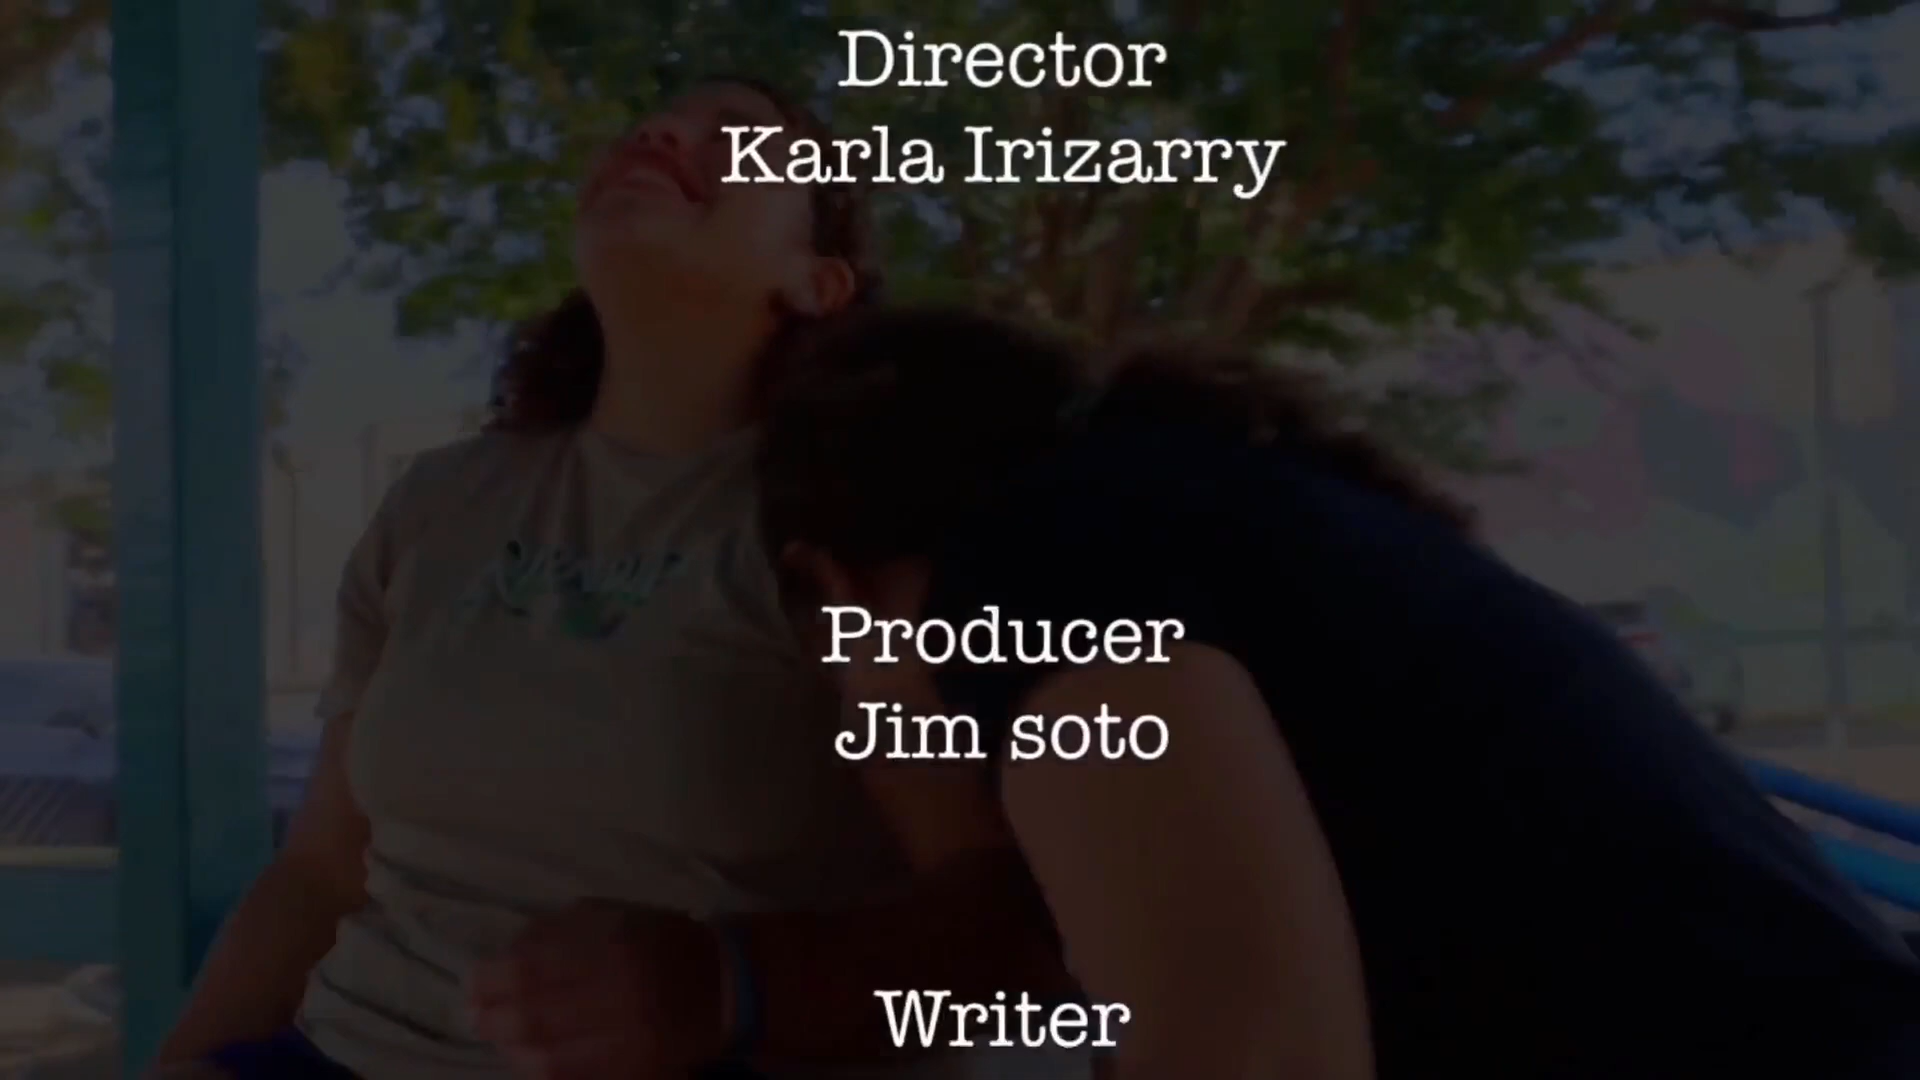 Director
Karla Irizarry
Producer
Jim soto
Writer